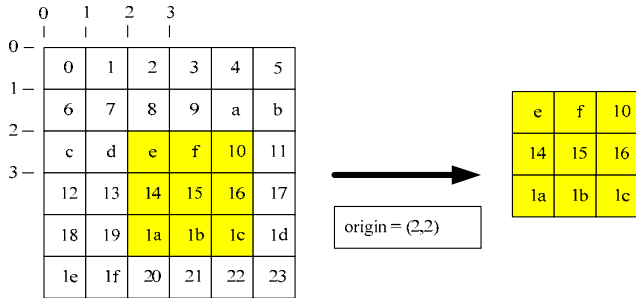 0 1 2 3
0
0 1 2 3 4 5
1
6 7 8 9 a b
2
c d e f 10 11
3
12 13 14 15 16 17
18 19 1a 1b 1c 1d
1e 1f 20 21 22 23
origin = (2,2)
e f 10
14 15 16
1a 1b 1c